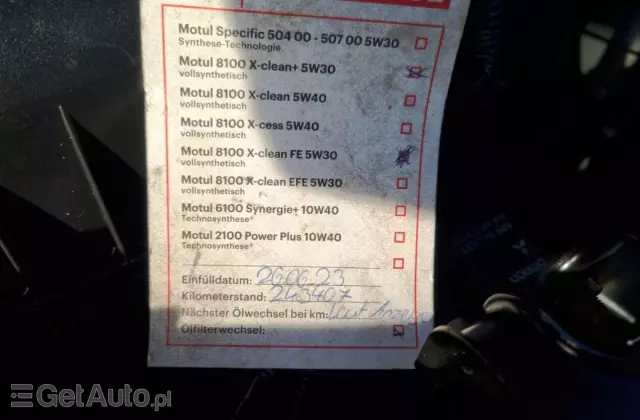 Motul Specific 504 00 - 507 00 5W30
Synthese-Technologie
Motul 8100 X-clean+ 5W30
vollsynthetisch
Motul 8100 X-clean 5W40
vollsynthetisch
Motul 8100 X-cess 5W40
vollsynthetisch
Motul 8100 X-clean FE 5W30
vollsynthetisch
Motul 8100 X-clean EFE 5W30
vollsynthetisch
Motul 6100 Synergie+ 10W40
Technosynthese®
Motul 2100 Power Plus 10W40
Technosynthese®
Einfülldatum: 26.06.23
Kilometerstand: 243407
Nächster Ölwechsel bei km: laut Anzeige
Ölfilterwechsel:
GetAuto.pl